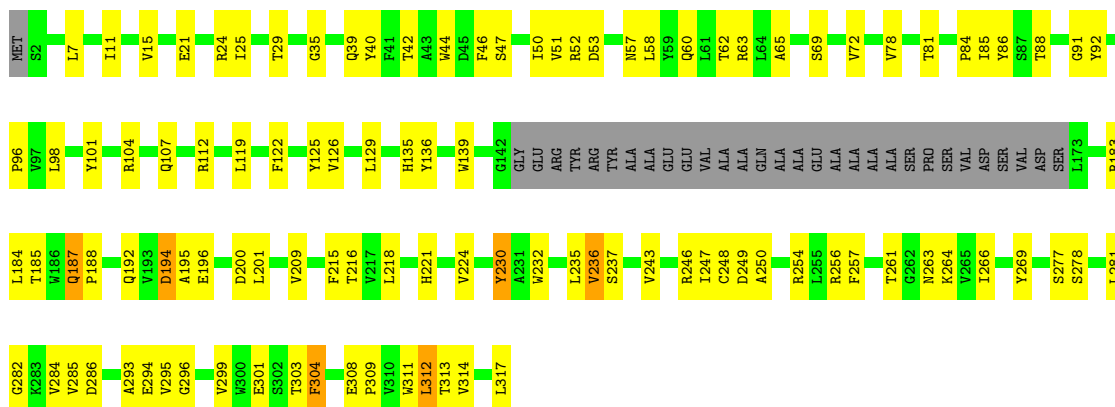 MET S2 L7 I11 V15 E21 R24 I25 T29 G35 Q39 Y40 F41 T42 A43 W44 D45 F46 S47 I50 V51 R52 D53 N57 L58 Y59 Q60 L61 T62 R63 L64 A65 S69 V72 V78 T81 P84 I85 Y86 S87 T88 G91 Y92
P96 V97 L98 Y101 R104 Q107 R112 L119 F122 Y125 V126 L129 H135 Y136 W139 G142 GLY GLU ARG TYR ARG TYR ALA ALA GLU GLU VAL ALA ALA GLN ALA ALA GLU ALA ALA ALA ALA SER PRO SER VAL ASP SER VAL ASP SER L173
L184 T185 W186 Q187 P188 Q192 V193 D194 A195 E196 D200 L201 V209 F215 T216 V217 L218 H221 V224 Y230 A231 W232 L235 V236 S237 V243 R246 I247 C248 D249 A250 R254 L255 R256 F257 T261 G262 N263 K264 V265 I266 Y269 S277 S278
G282 K283 V284 V285 D286 A293 E294 V295 G296 V299 W300 E301 S302 T303 F304 E308 P309 V310 W311 L312 T313 V314 L317